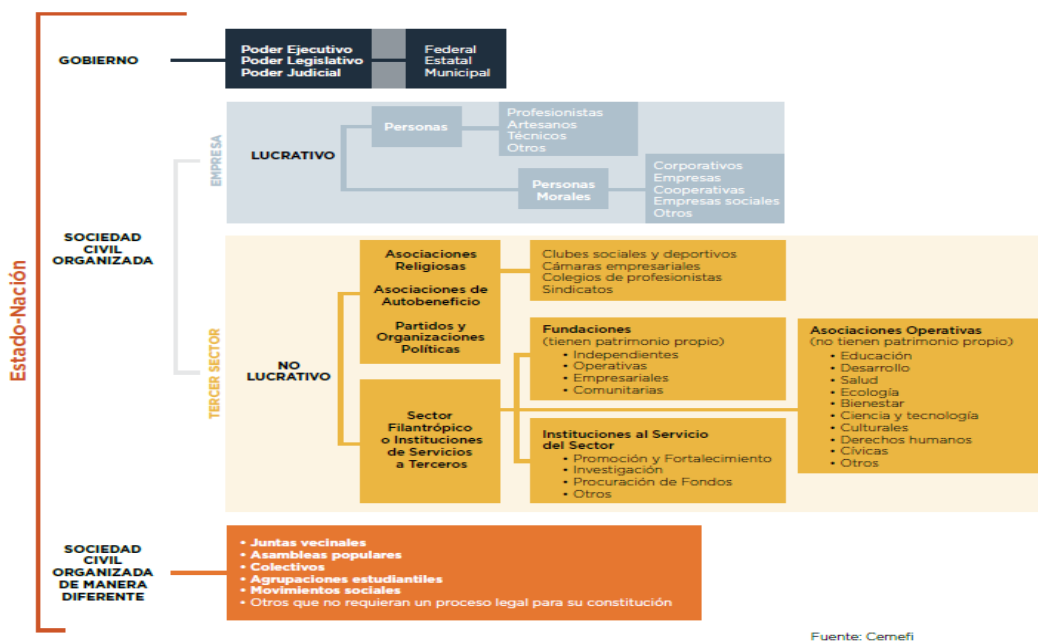 Estado-Nación
GOBIERNO
Poder Ejecutivo
Poder Legislativo
Poder Judicial
Federal
Estatal
Municipal
SOCIEDAD
CIVIL
ORGANIZADA
EMPRESA
LUCRATIVO
Personas
Profesionistas
Artesanos
Técnicos
Otros
Personas
Morales
Corporativos
Empresas
Cooperativas
Empresas sociales
Otros
TERCER SECTOR
NO
LUCRATIVO
Asociaciones
Religiosas
Asociaciones de
Autobeneficio
Partidos y
Organizaciones
Políticas
Clubes sociales y deportivos
Cámaras empresariales
Colegios de profesionistas
Sindicatos
Sector
Filantrópico
o Instituciones
de Servicios
a Terceros
Fundaciones
(tienen patrimonio propio)
• Independientes
• Operativas
• Empresariales
• Comunitarias
Instituciones al Servicio
del Sector
• Promoción y Fortalecimiento
• Investigación
• Procuración de Fondos
• Otros
Asociaciones Operativas
(no tienen patrimonio propio)
• Educación
• Desarrollo
• Salud
• Ecología
• Bienestar
• Ciencia y tecnología
• Culturales
• Derechos humanos
• Cívicas
• Otros
SOCIEDAD
CIVIL
ORGANIZADA
DE MANERA
DIFERENTE
• Juntas vecinales
• Asambleas populares
• Colectivos
• Agrupaciones estudiantiles
• Movimientos sociales
• Otros que no requieran un proceso legal para su constitución
Fuente: Cemefi